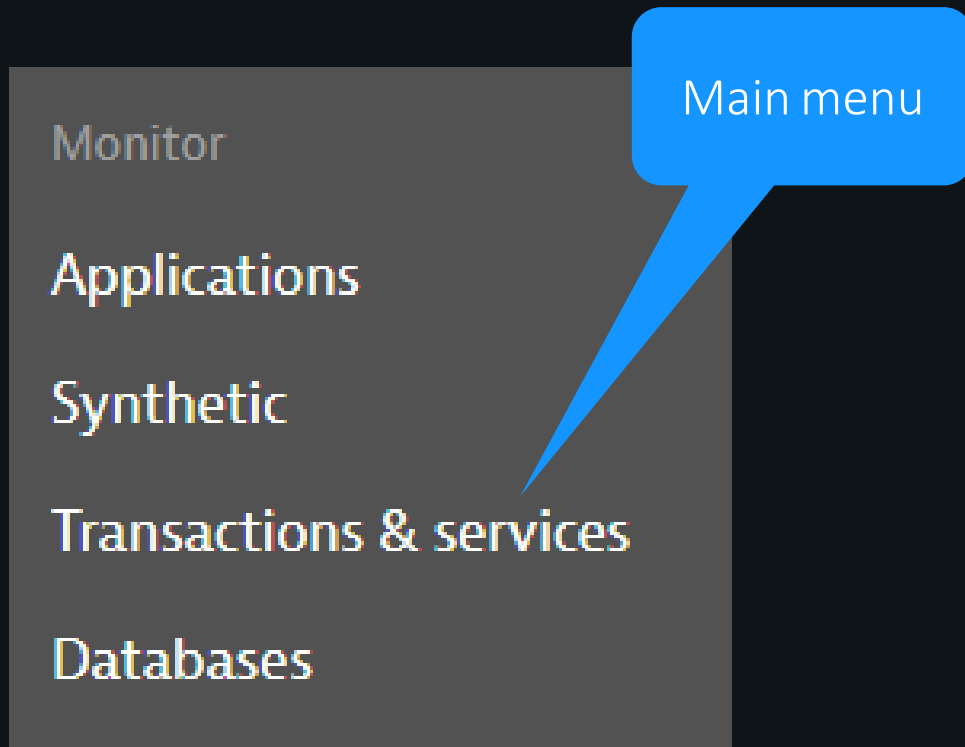 Main menu
Monitor
Applications
Synthetic
Transactions & services
Databases